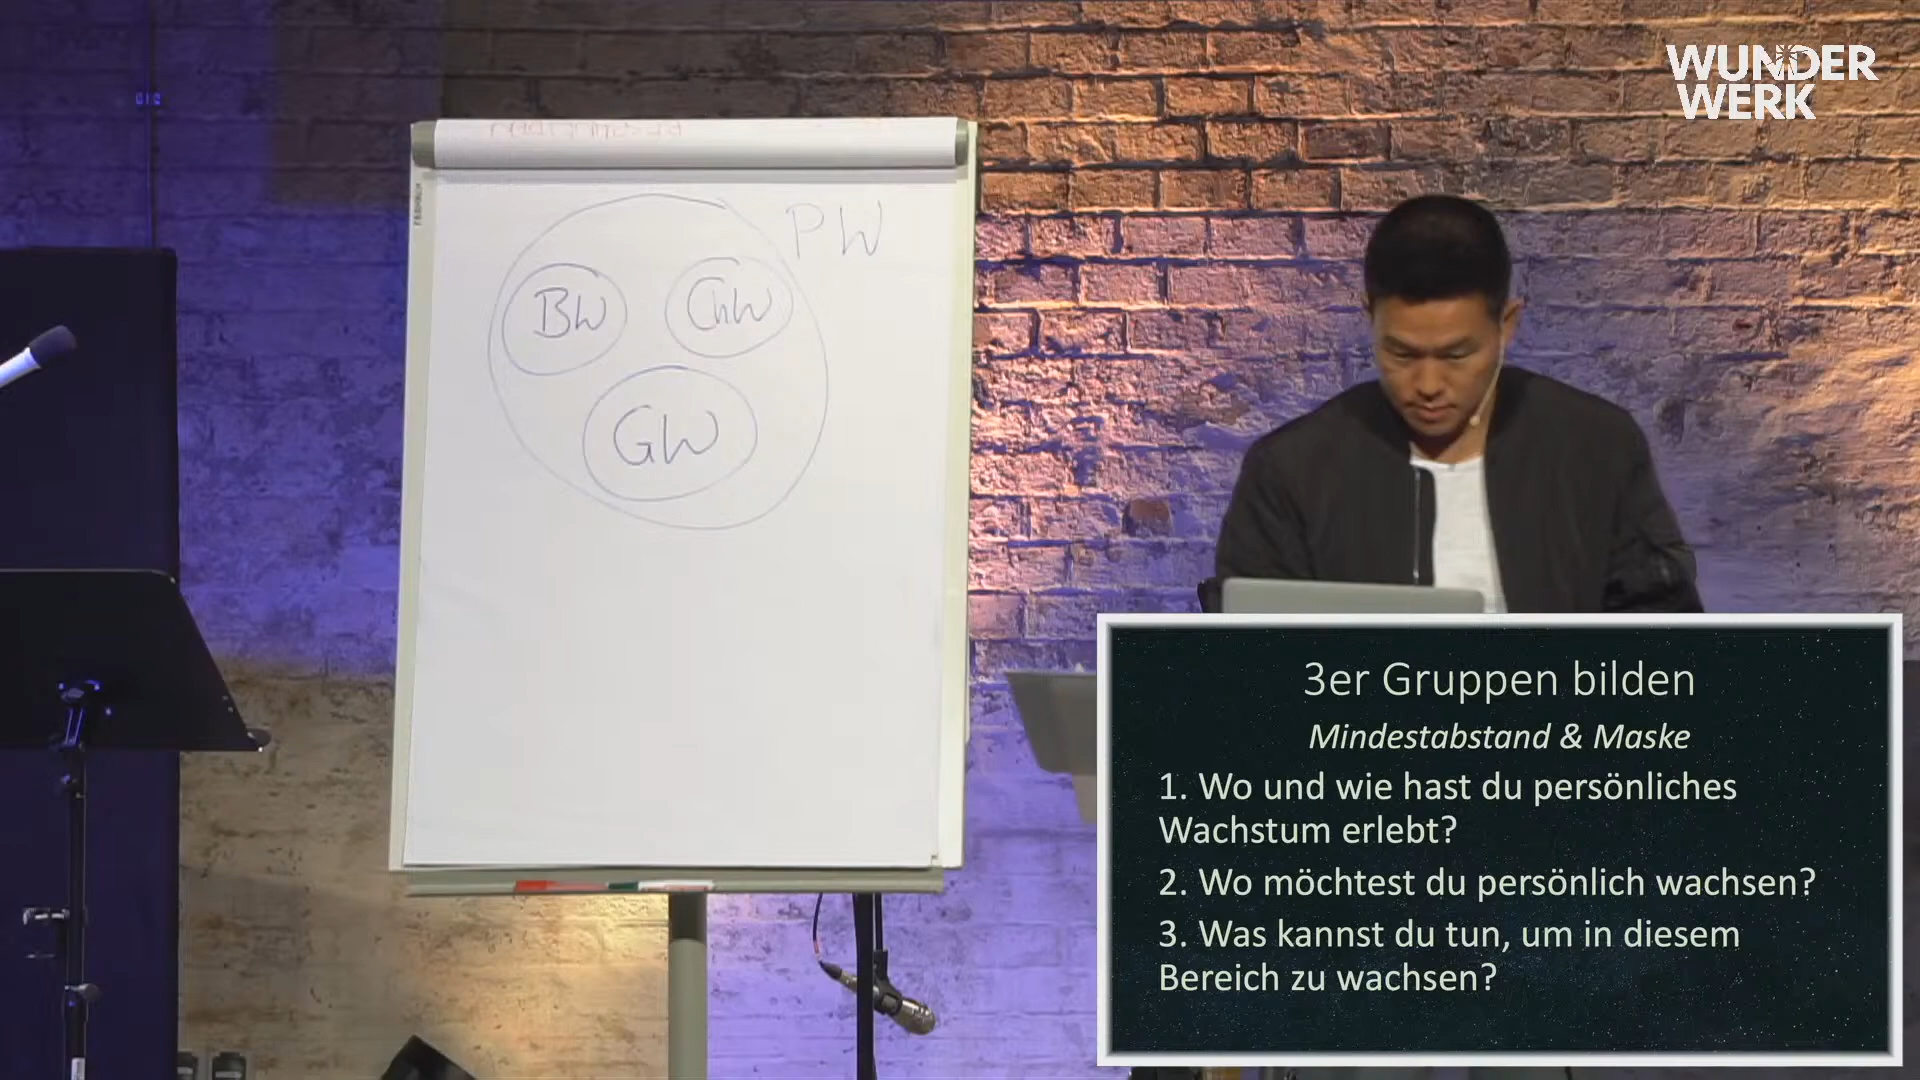 WUNDER
WERK
PW
BW
ChW
GW
3er Gruppen bilden
Mindestabstand & Maske
1. Wo und wie hast du persönliches
Wachstum erlebt?
2. Wo möchtest du persönlich wachsen?
3. Was kannst du tun, um in diesem
Bereich zu wachsen?